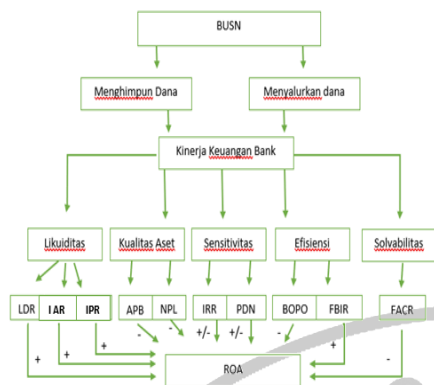 BUSN
Menghimpun Dana
Menyalurkan dana
Kinerja Keuangan Bank
Likuiditas
Kualitas Aset
Sensitivitas
Efisiensi
Solvabilitas
LDR
IAR
IPR
APB
NPL
IRR
PDN
BOPO
FBIR
FACR
+
+
+
-
-
+/-
+/-
-
+
-
ROA